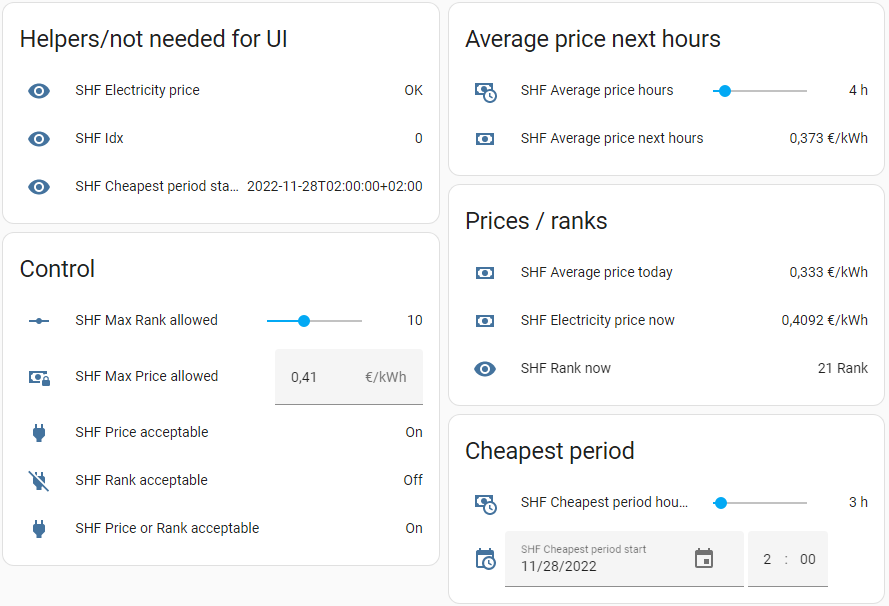 Helpers/not needed for UI
SHF Electricity price OK
SHF Idx 0
SHF Cheapest period sta... 2022-11-28T02:00:00+02:00
Control
SHF Max Rank allowed 10
SHF Max Price allowed 0,41 €/kWh
SHF Price acceptable On
SHF Rank acceptable Off
SHF Price or Rank acceptable On
Average price next hours
SHF Average price hours 4 h
SHF Average price next hours 0,373 €/kWh
Prices / ranks
SHF Average price today 0,333 €/kWh
SHF Electricity price now 0,4092 €/kWh
SHF Rank now 21 Rank
Cheapest period
SHF Cheapest period hou... 3 h
SHF Cheapest period start
11/28/2022 2 : 00